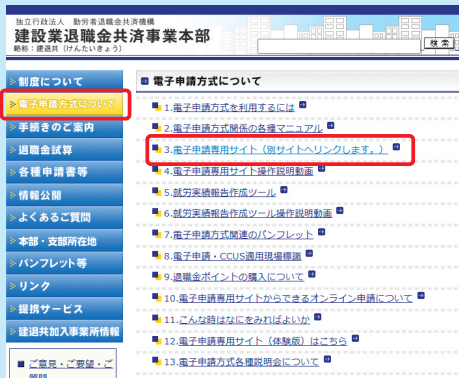 独立行政法人 勤労者退職金共済機構
建設業退職金共済事業本部
略称：建退共（けんたいきょう）
検索
制度について
電子申請方式について
手続きのご案内
退職金試算
各種申請書等
情報公開
よくあるご質問
本部・支部所在地
パンフレット等
リンク
提携サービス
建退共加入事業所情報
ご意見・ご要望・ご
電子申請方式について
1.電子申請方式を利用するには
2.電子申請方式関係の各種マニュアル
3.電子申請専用サイト（別サイトへリンクします。）
4.電子申請専用サイト操作説明動画
5.就労実績報告作成ツール
6.就労実績報告作成ツール操作説明動画
7.電子申請方式関連のパンフレット
8.電子申請・CCUS適用現場標識
9.退職金ポイントの購入について
10.電子申請専用サイトからできるオンライン申請について
11.こんな時はなにをみればよいか
12.電子申請専用サイト（体験版）はこちら
13.電子申請方式各種説明会について